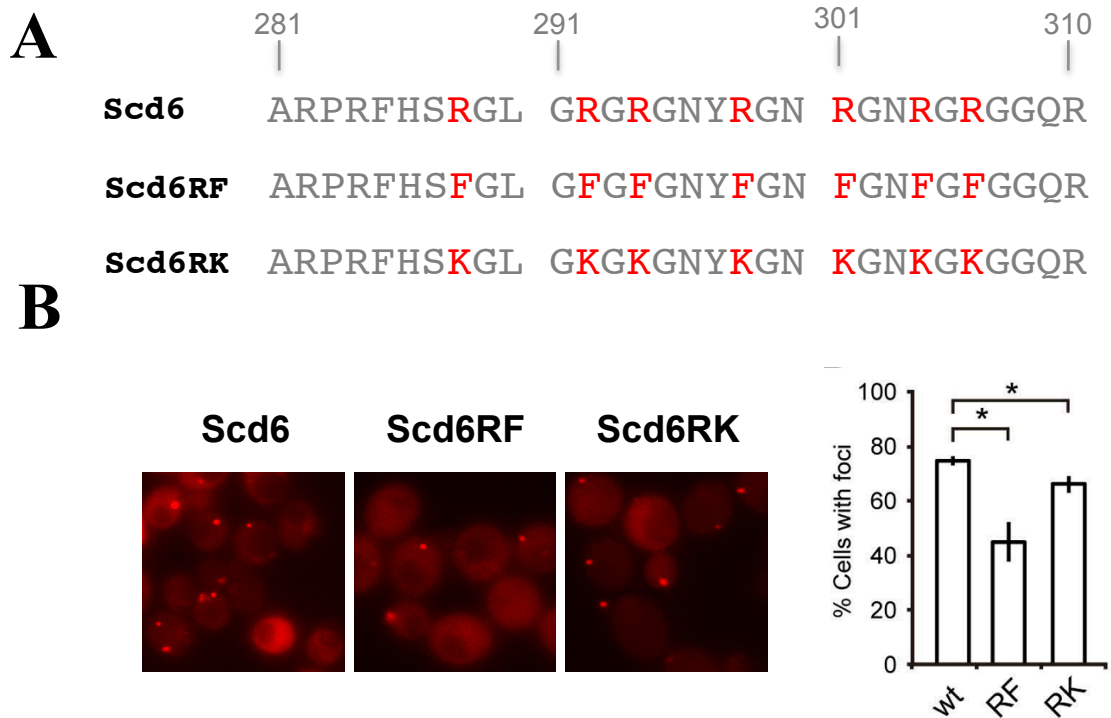 A
281 291 301 310
Scd6 ARPRFHSRGL GRGRGNYRGN RGNRGRGGQR
Scd6RF ARPRFHSFGL GFGFGNYFGN FGNFGFGGQR
Scd6RK ARPRFHSKGL GKGKGNYKGN KGNKGKGGQR
B
Scd6 Scd6RF Scd6RK
% Cells with foci
100
80
60
40
20
0
*
*
wt RF RK